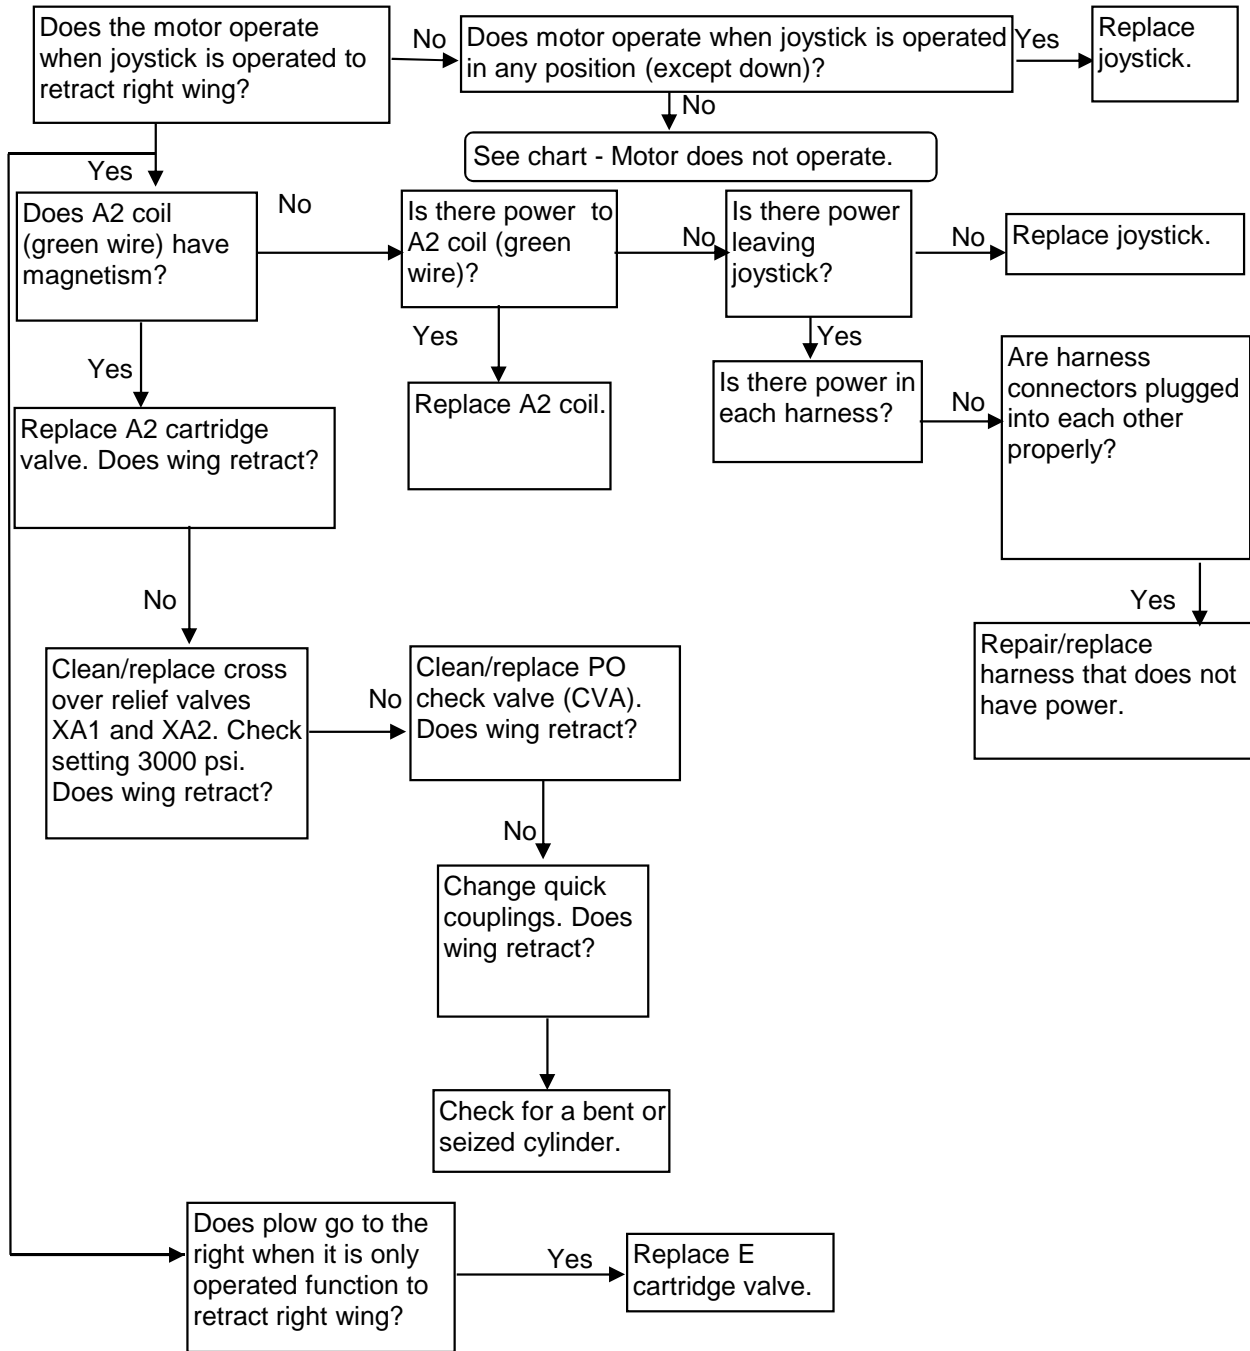 Does the motor operate
when joystick is operated to
retract right wing?
No
Does motor operate when joystick is operated
in any position (except down)?
Yes
Replace
joystick.
No
See chart - Motor does not operate.
Yes
Does A2 coil
(green wire) have
magnetism?
No
Is there power to
A2 coil (green
wire)?
No
Is there power
leaving
joystick?
No
Replace joystick.
Yes
Yes
Yes
Replace A2 cartridge
valve. Does wing retract?
Replace A2 coil.
Is there power in
each harness?
No
Are harness
connectors plugged
into each other
properly?
No
Yes
Clean/replace cross
over relief valves
XA1 and XA2. Check
setting 3000 psi.
Does wing retract?
No
Clean/replace PO
check valve (CVA).
Does wing retract?
Repair/replace
harness that does not
have power.
No
Change quick
couplings. Does
wing retract?
Check for a bent or
seized cylinder.
Does plow go to the
right when it is only
operated function to
retract right wing?
Yes
Replace E
cartridge valve.